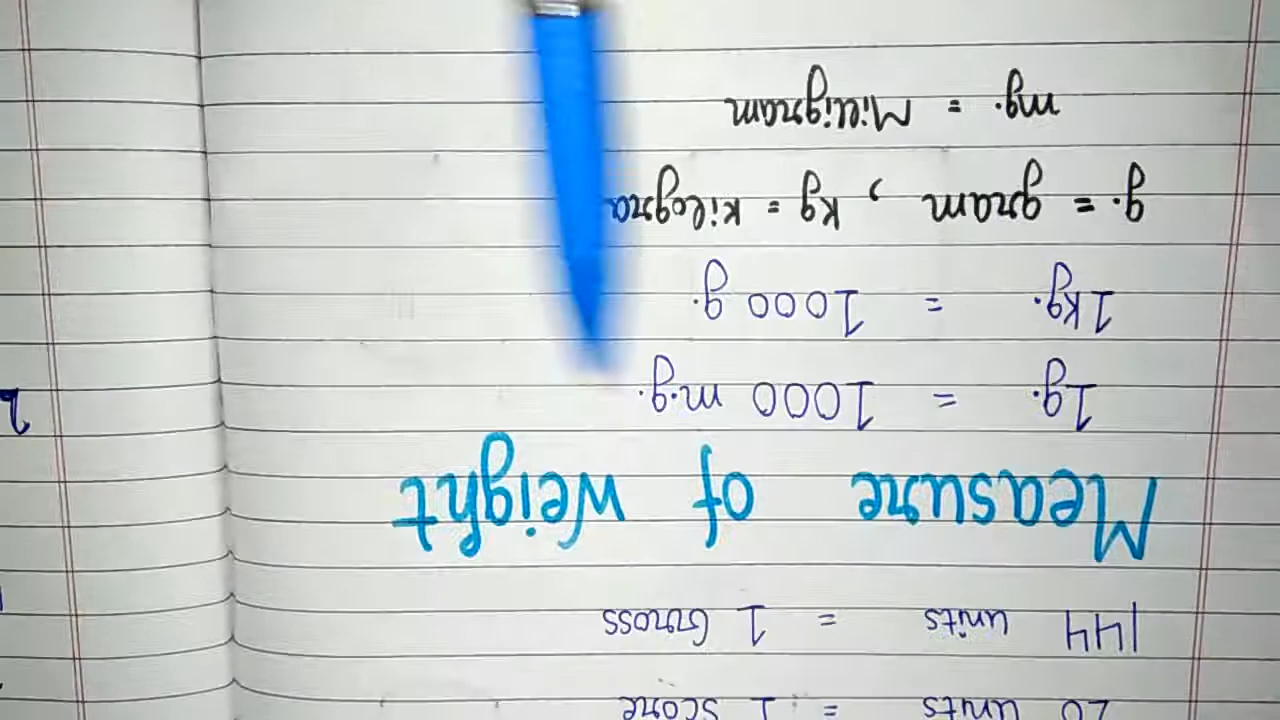 20 units = 1 Score
144 units = 1 Gross
Measure of Weight
1g. = 1000 m.g.
1kg. = 1000 g.
g. = gram, kg = kilogra
mg. = Milligram